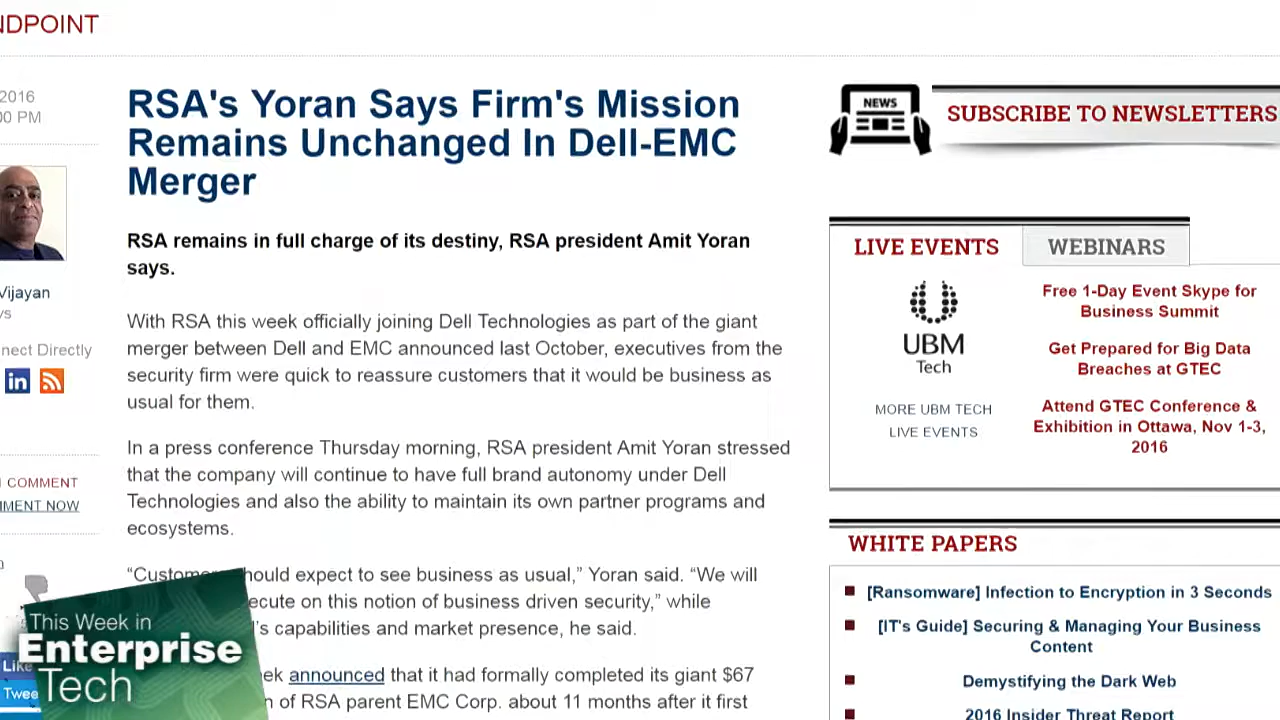 NDPOINT
2016
00 PM
Vijayan
ys
nnect Directly
in
COMMENT
MMENT NOW
Like
Twee
RSA's Yoran Says Firm's Mission
Remains Unchanged In Dell-EMC
Merger
RSA remains in full charge of its destiny, RSA president Amit Yoran
says.
With RSA this week officially joining Dell Technologies as part of the giant
merger between Dell and EMC announced last October, executives from the
security firm were quick to reassure customers that it would be business as
usual for them.
In a press conference Thursday morning, RSA president Amit Yoran stressed
that the company will continue to have full brand autonomy under Dell
Technologies and also the ability to maintain its own partner programs and
ecosystems.
“Custome hould expect to see business as usual,” Yoran said. “We will
ecute on this notion of business driven security,” while
's capabilities and market presence, he said.
ek announced that it had formally completed its giant $67
n of RSA parent EMC Corp. about 11 months after it first
This Week in
Enterprise
Tech
NEWS
SUBSCRIBE TO NEWSLETTERS
LIVE EVENTS
WEBINARS
UBM
Tech
MORE UBM TECH
LIVE EVENTS
Free 1-Day Event Skype for
Business Summit
Get Prepared for Big Data
Breaches at GTEC
Attend GTEC Conference &
Exhibition in Ottawa, Nov 1-3,
2016
WHITE PAPERS
[Ransomware] Infection to Encryption in 3 Seconds
[IT's Guide] Securing & Managing Your Business
Content
Demystifying the Dark Web
2016 Insider Threat Report